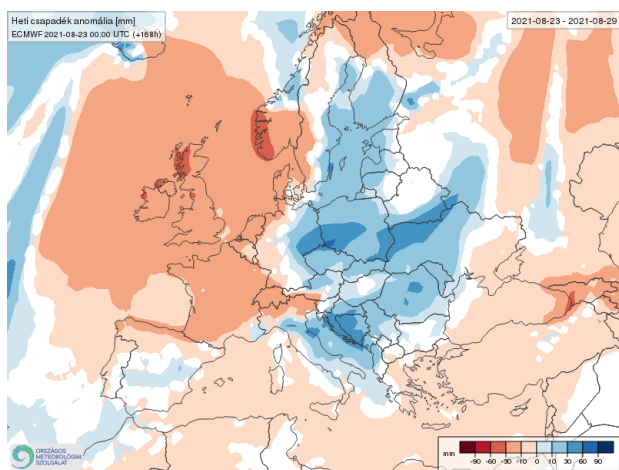 Heti csapadék anomália [mm]
ECMWF 2021-08-23 00:00 UTC (+168h)
2021-08-23 - 2021-08-29
ORSZÁGOS
METEOROLÓGIAI
SZOLGÁLAT
mm
-90 -60 -30 -10 0 10 30 60 90